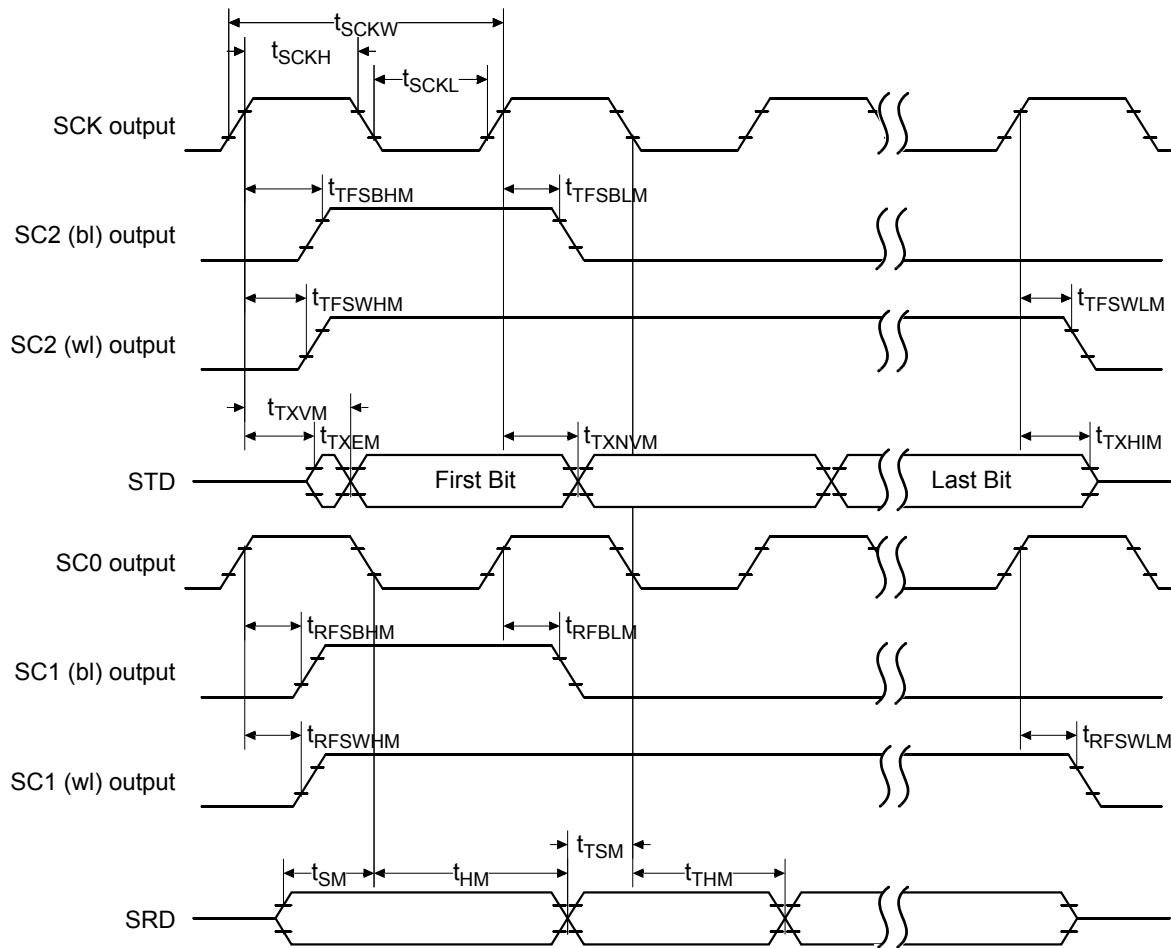 tSCKW
tSCKH
tSCKL
SCK output
tTFSBHM
tTFSBLM
SC2 (bl) output
tTFSWHM
tTFSWLM
SC2 (wl) output
tTXVM
tTXEM
tTXNVM
tTXHIM
STD
First Bit
Last Bit
SC0 output
tRFSBHM
tRFBLM
SC1 (bl) output
tRFSWHM
tRFSWLM
SC1 (wl) output
tTSM
tSM
tHM
tTHM
SRD